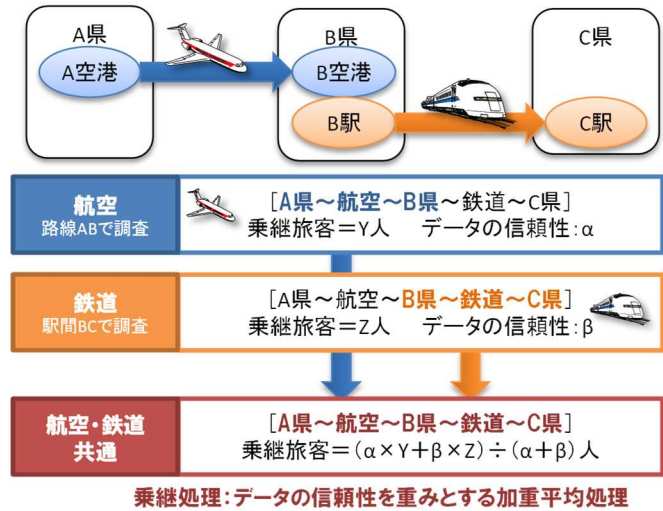 A県
B県
C県
A空港
B空港
B駅
C駅
航空
路線ABで調査
[A県～航空～B県～鉄道～C県]
乗継旅客＝Y人 データの信頼性:α
鉄道
駅間BCで調査
[A県～航空～B県～鉄道～C県]
乗継旅客＝Z人 データの信頼性:β
航空・鉄道
共通
[A県～航空～B県～鉄道～C県]
乗継旅客＝(α×Y＋β×Z)÷(α＋β)人
乗継処理:データの信頼性を重みとする加重平均処理